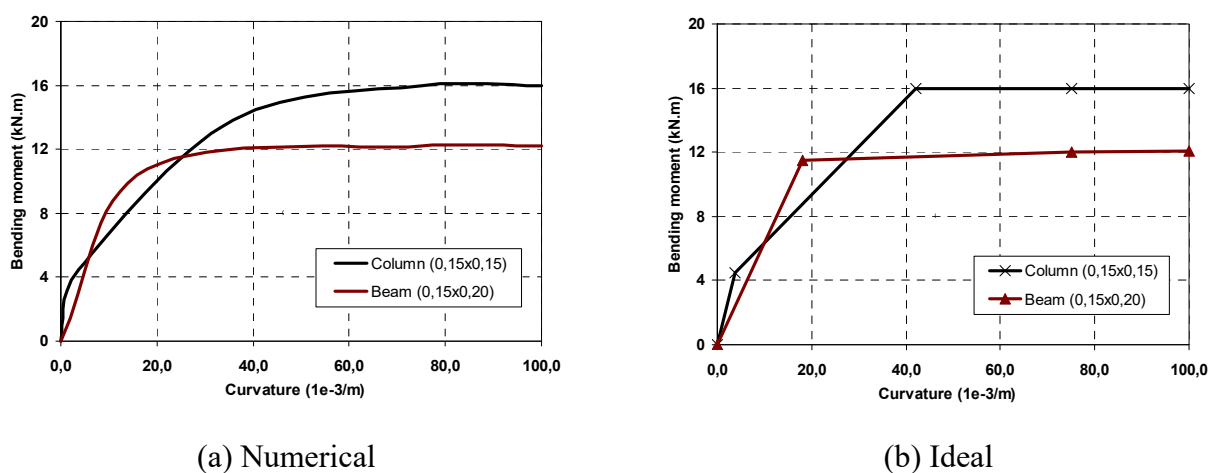 20
16
12
8
4
0
Bending moment (kN.m)
Column (0,15x0,15)
Beam (0,15x0,20)
0,0 20,0 40,0 60,0 80,0 100,0
Curvature (1e-3/m)
(a) Numerical
20
16
12
8
4
0
Bending moment (kN.m)
Column (0,15x0,15)
Beam (0,15x0,20)
0,0 20,0 40,0 60,0 80,0 100,0
Curvature (1e-3/m)
(b) Ideal